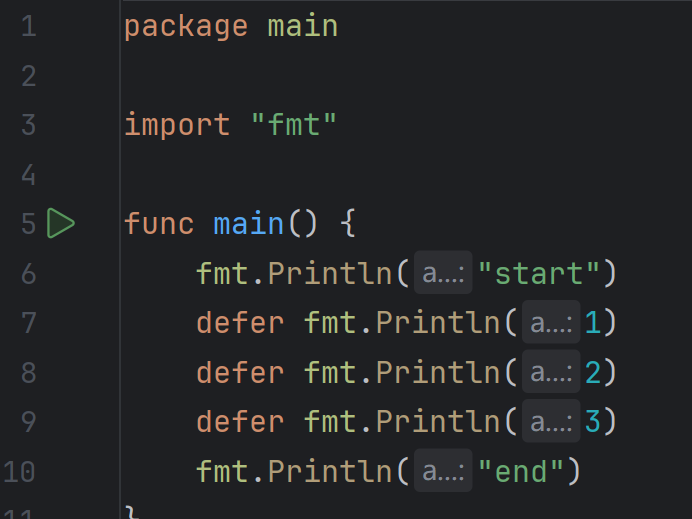 1 package main
2
3 import "fmt"
4
5 func main() {
6 fmt.Println(a...:"start")
7 defer fmt.Println(a...:1)
8 defer fmt.Println(a...:2)
9 defer fmt.Println(a...:3)
10 fmt.Println(a...:"end")
11 }